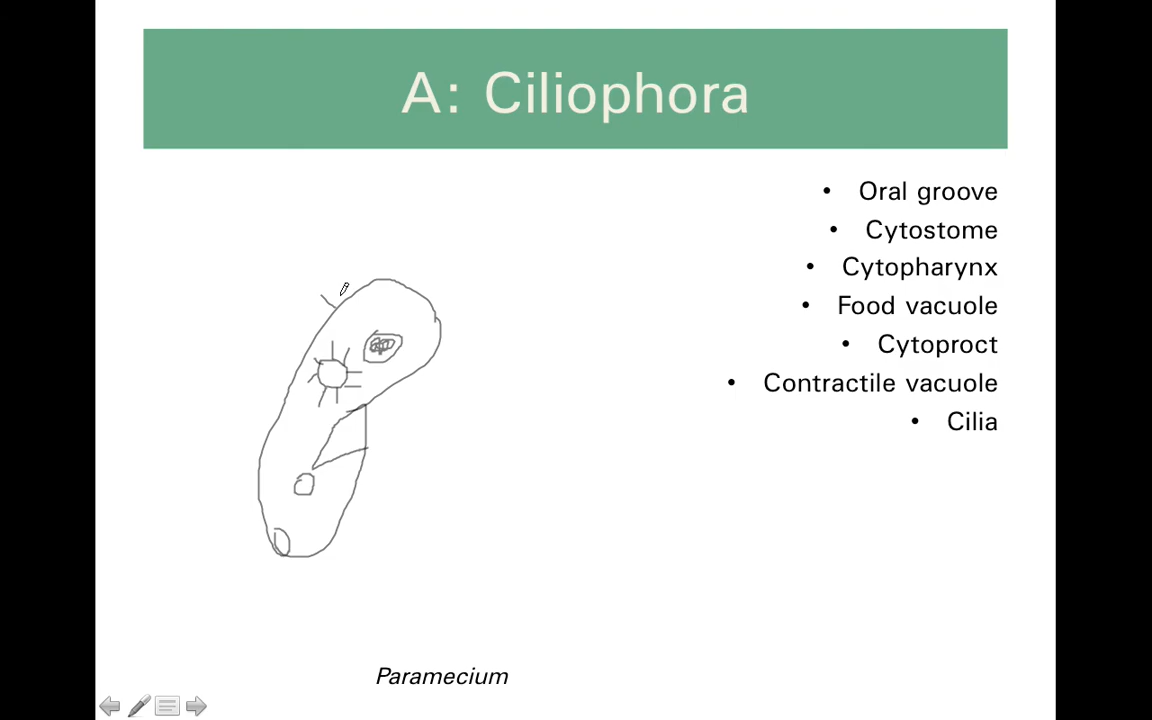 A: Ciliophora
• Oral groove
• Cytostome
• Cytopharynx
• Food vacuole
• Cytoproct
• Contractile vacuole
• Cilia
Paramecium